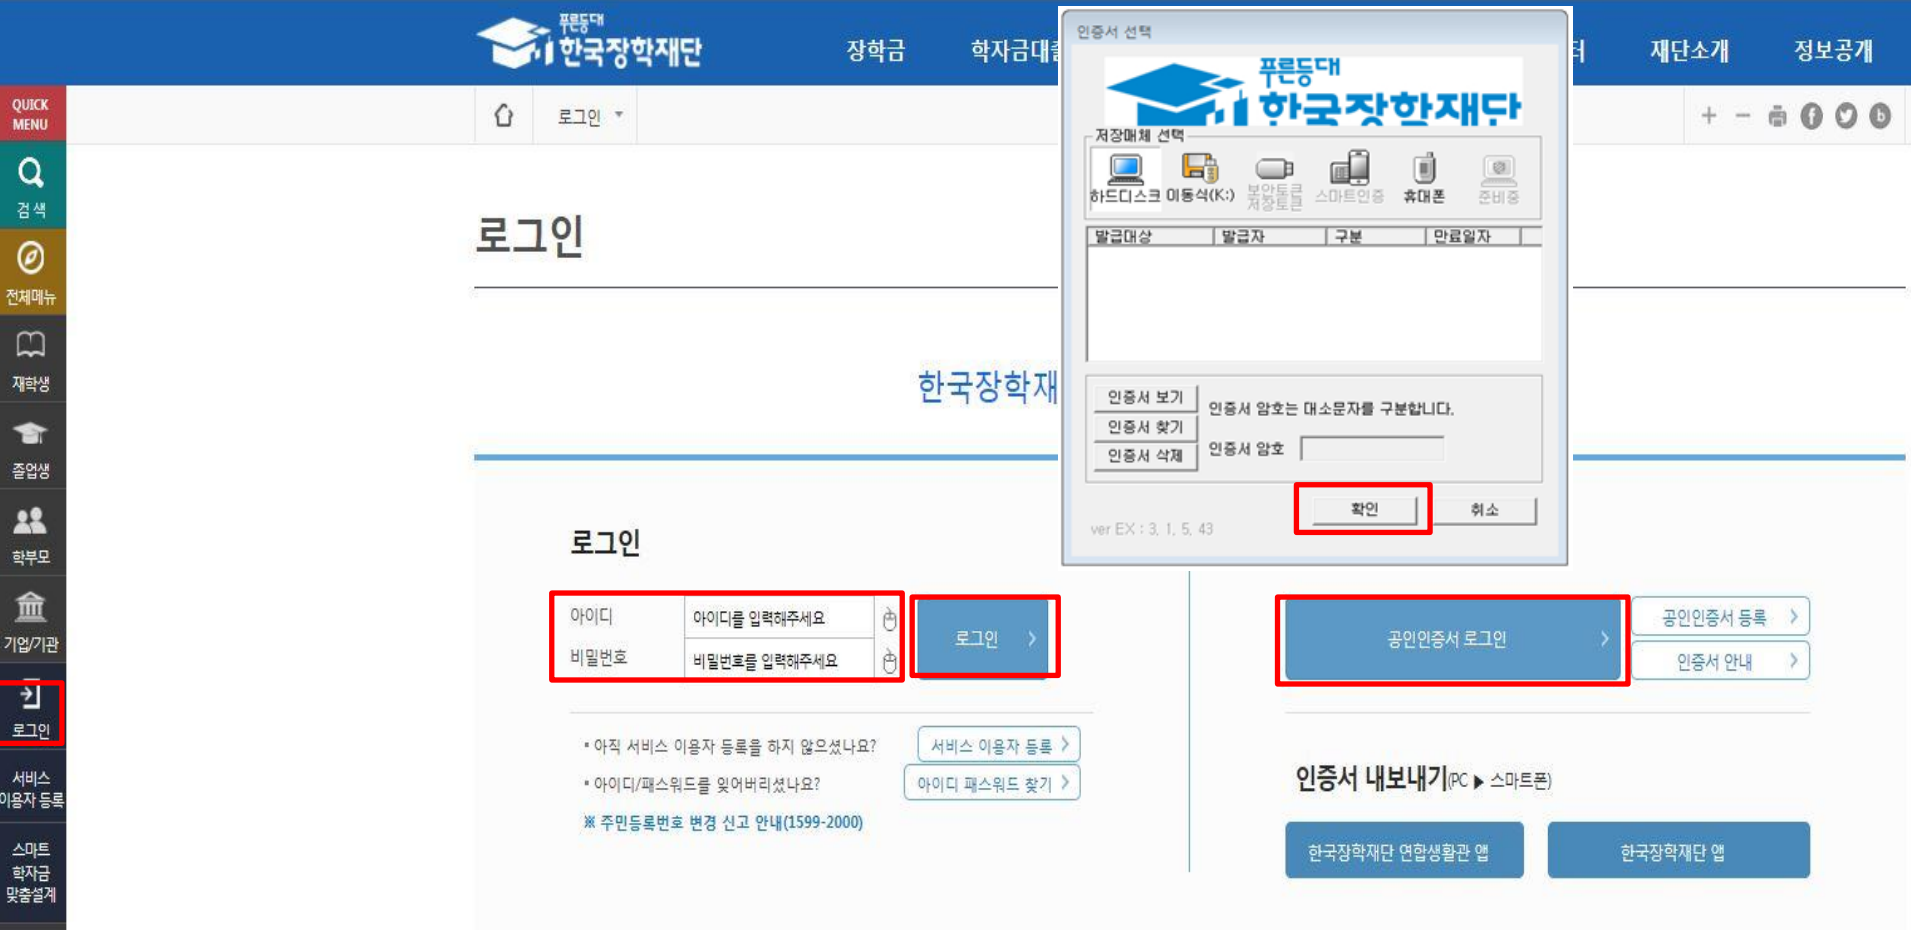 푸른등대
한국장학재단
장학금
학자금대출
터
재단소개
정보공개
QUICK
MENU
검색
전체메뉴
재학생
졸업생
학부모
기업/기관
로그인
서비스
이용자 등록
스마트
학자금
맞춤설계
로그인
로그인
한국장학재
인증서 선택
푸른등대
한국장학재단
저장매체 선택
하드디스크 이동식(K:) 보안토큰 저장토큰 스마트인증 휴대폰 준비중
발급대상 발급자 구분 만료일자
인증서 보기
인증서 찾기
인증서 삭제
인증서 암호는 대소문자를 구분합니다.
인증서 암호
확인 취소
ver EX : 3, 1, 5, 43
로그인
아이디 아이디를 입력해주세요
비밀번호 비밀번호를 입력해주세요
로그인
▪ 아직 서비스 이용자 등록을 하지 않으셨나요? 서비스 이용자 등록
▪ 아이디/패스워드를 잊어버리셨나요? 아이디 패스워드 찾기
※ 주민등록번호 변경 신고 안내(1599-2000)
공인인증서 로그인
공인인증서 등록
인증서 안내
인증서 내보내기(PC ▶ 스마트폰)
한국장학재단 연합생활관 앱
한국장학재단 앱